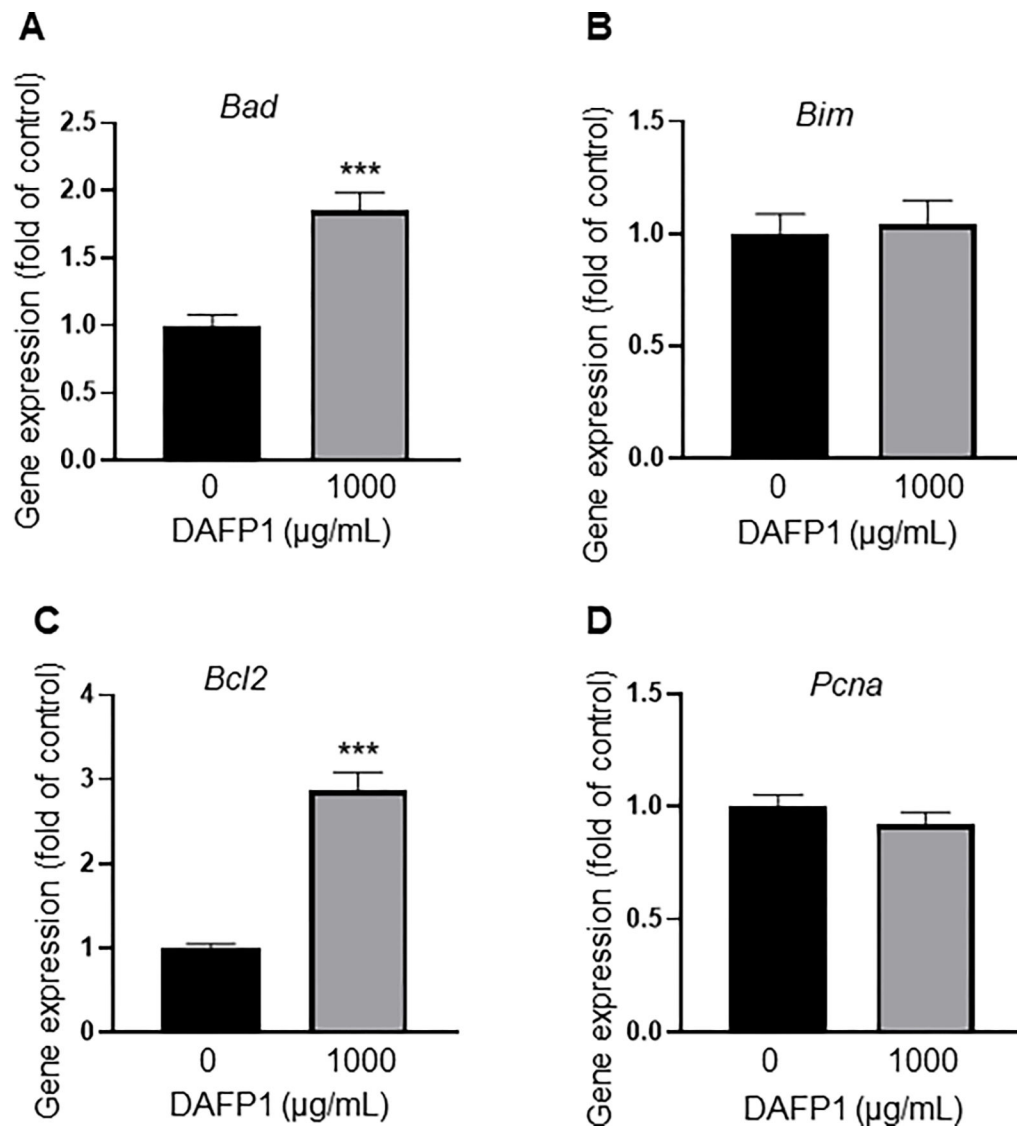 A
Bad
Gene expression (fold of control)
2.5
2.0
1.5
1.0
0.5
0.0
***
0 1000
DAFP1 (µg/mL)
B
Bim
Gene expression (fold of control)
1.5
1.0
0.5
0.0
0 1000
DAFP1 (µg/mL)
C
Bcl2
Gene expression (fold of control)
4
3
2
1
0
***
0 1000
DAFP1 (µg/mL)
D
Pcna
Gene expression (fold of control)
1.5
1.0
0.5
0.0
0 1000
DAFP1 (µg/mL)